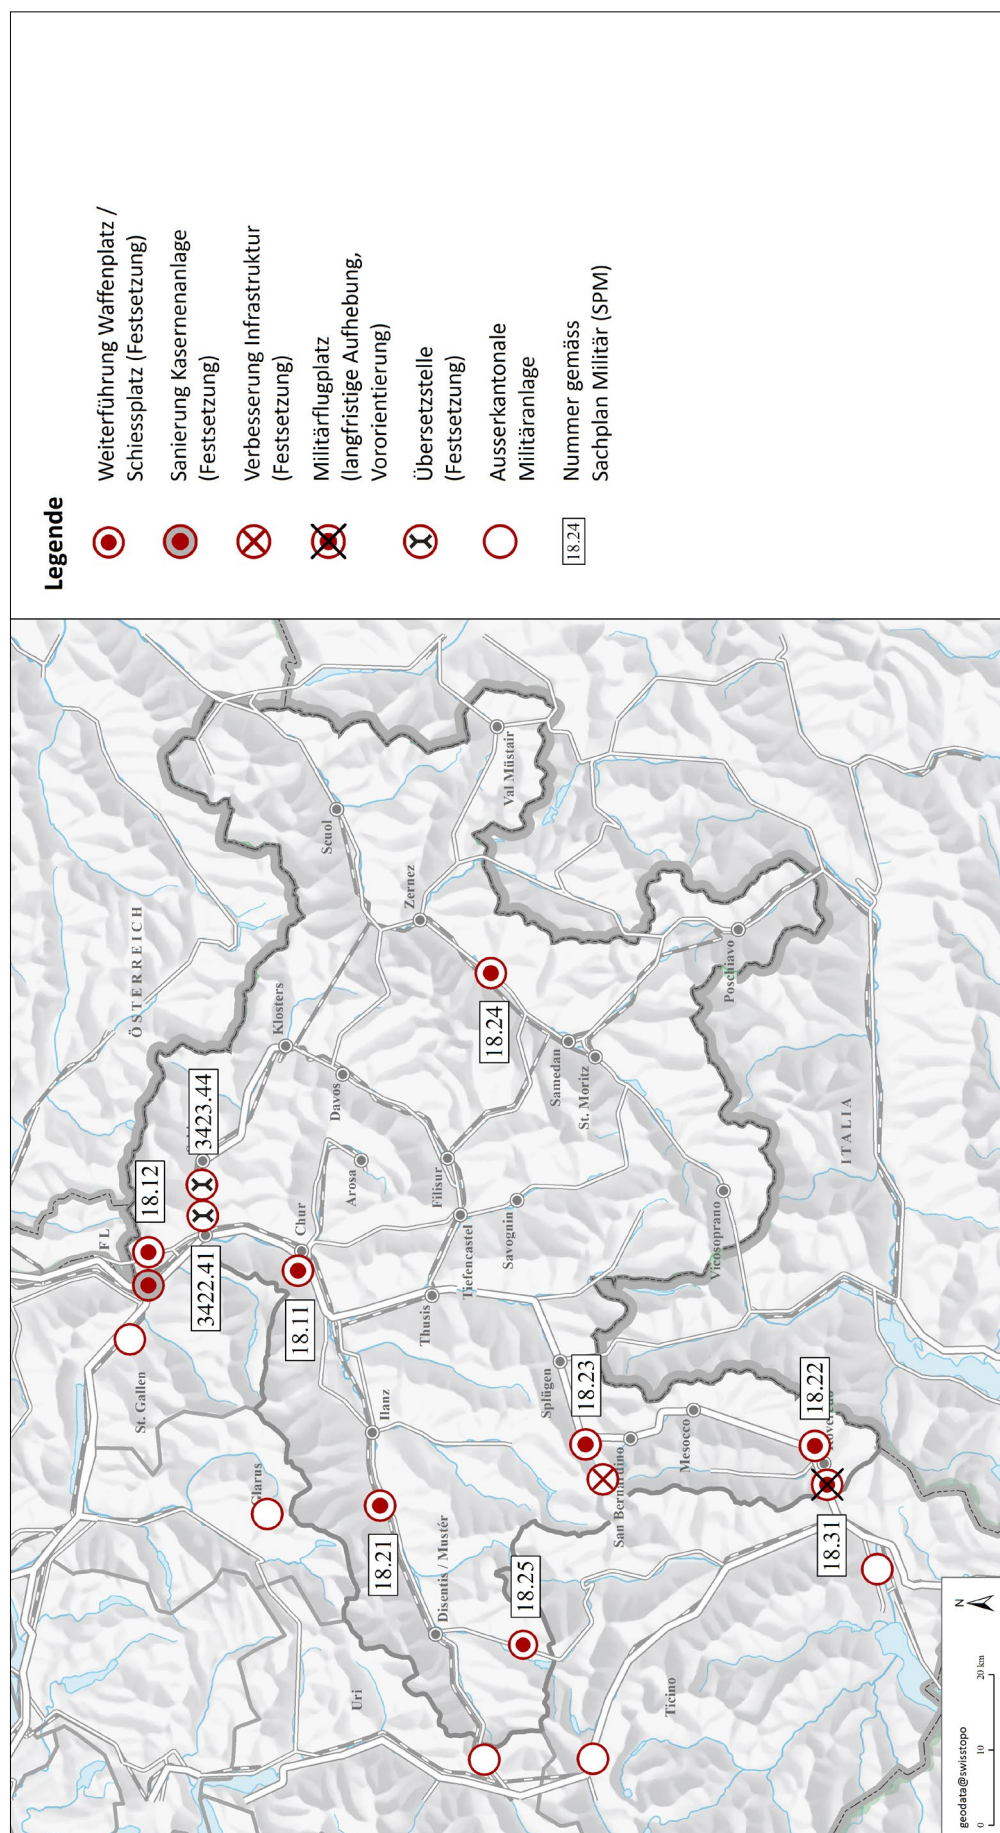 Legende
Weiterführung Waffenplatz /
Schiessplatz (Festsetzung)
Sanierung Kasernenanlage
(Festsetzung)
Verbesserung Infrastruktur
(Festsetzung)
Militärflugplatz
(langfristige Aufhebung,
Vororientierung)
Übersetzstelle
(Festsetzung)
Ausserkantonale
Militäranlage
18.24
Nummer gemäss
Sachplan Militär (SPM)
ÖSTERREICH
FL
18.12
3423.44
3422.41
St. Gallen
Glarus
Klosters
Chur
18.11
Scuol
Davos
Arosa
Uri
Ilanz
18.21
Zernez
Thusis
Filisur
Tiefencastel
Disentis / Mustér
18.24
Val Müstair
Savognin
18.25
Samedan
St. Moritz
Splügen
18.23
San Bernardino
Ticino
Mesocco
Vicosoprano
Poschiavo
18.22
18.31
ITALIA
N
geodata@swisstopo
0 10 20 km